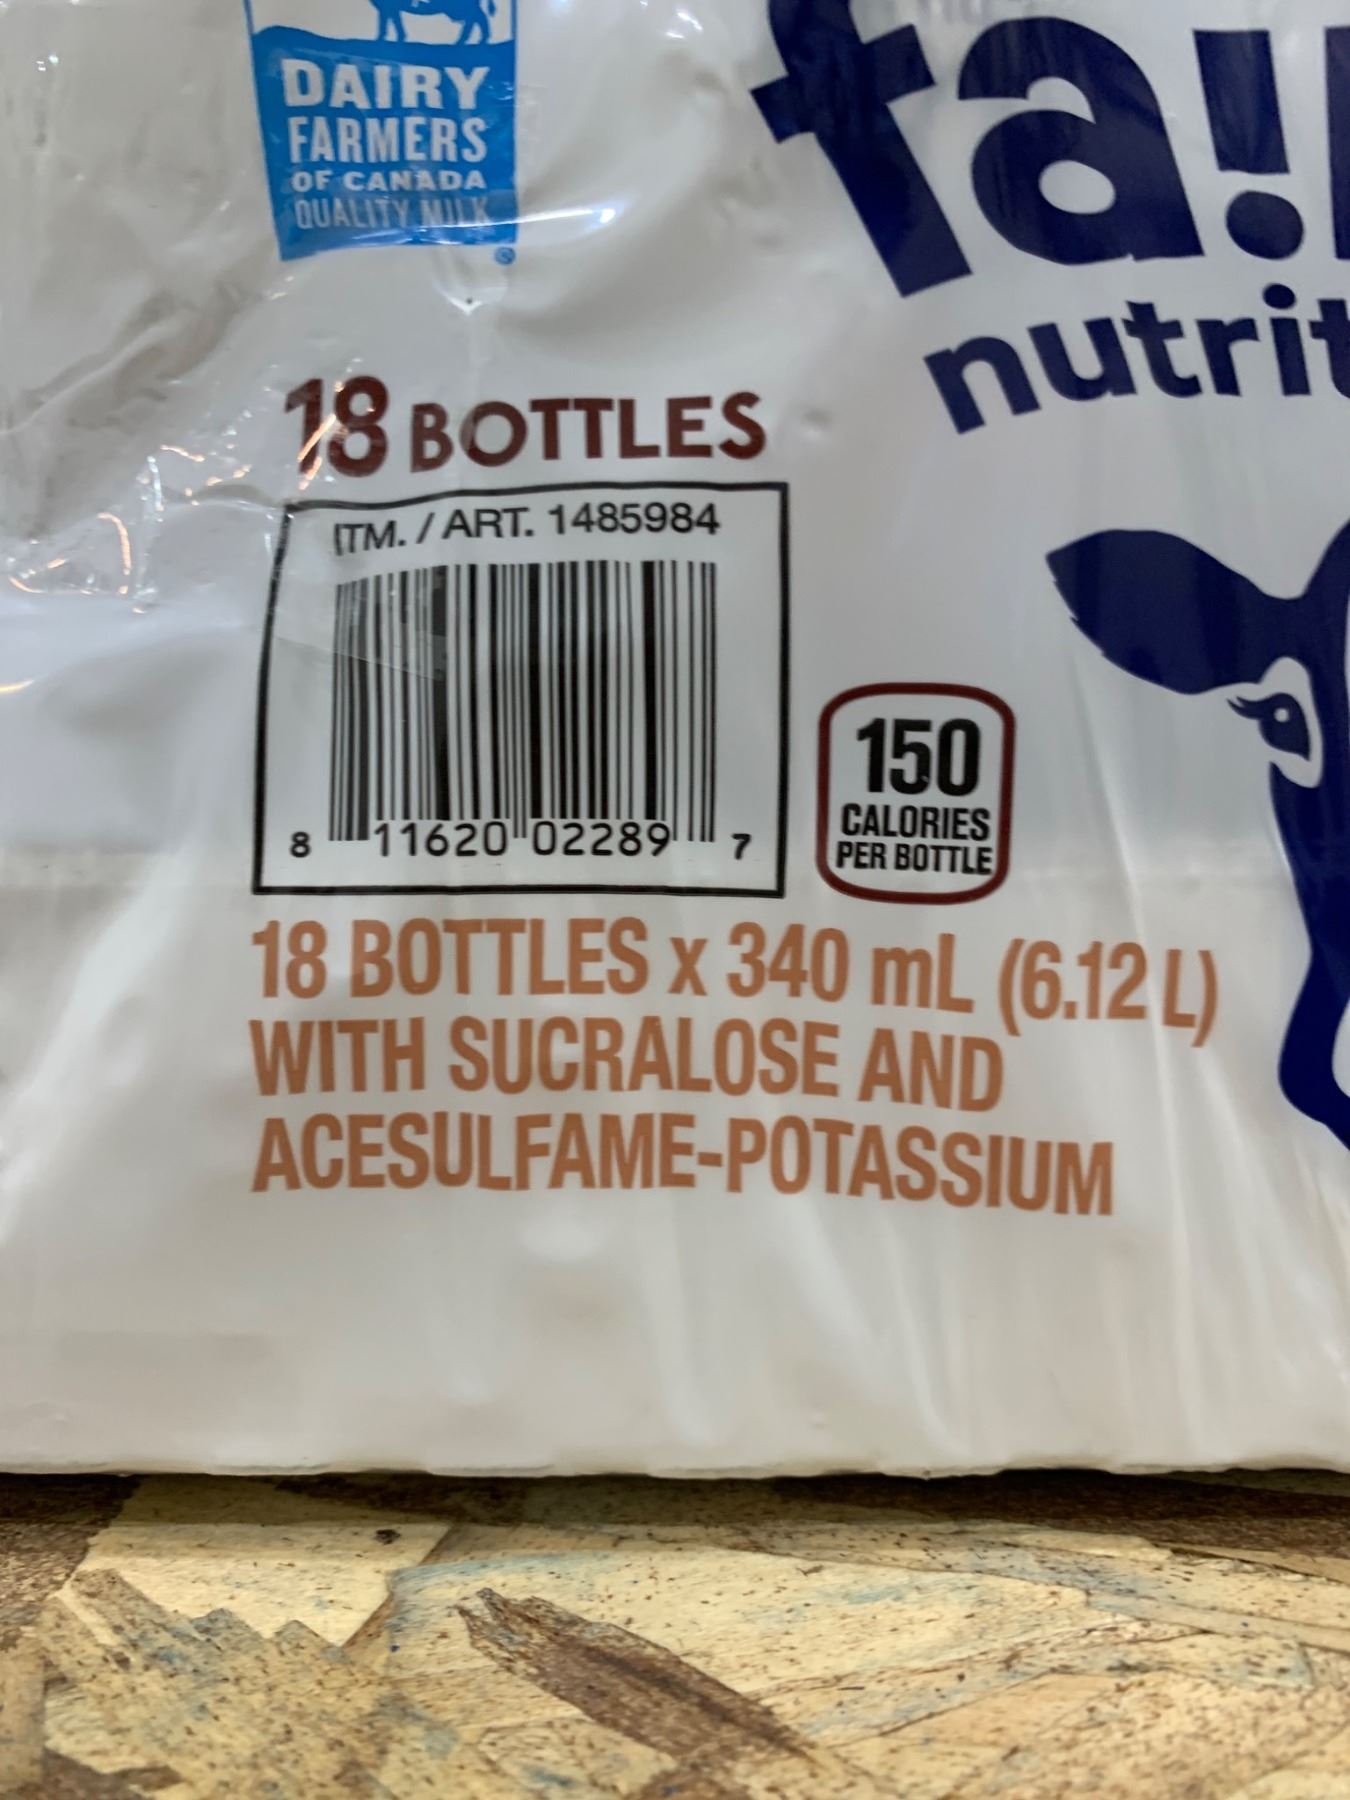 DAIRY
FARMERS
OF CANADA
QUALITY MILK
®
fa!r
nutrit
18 BOTTLES
ITM. / ART. 1485984
8 11620 02289 7
150
CALORIES
PER BOTTLE
18 BOTTLES x 340 mL (6.12 L)
WITH SUCRALOSE AND
ACESULFAME-POTASSIUM